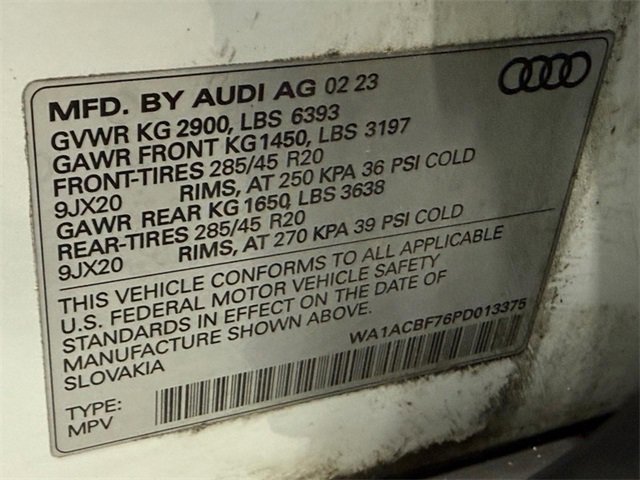 MFD. BY AUDI AG 02 23
GVWR KG 2900, LBS 6393
GAWR FRONT KG1450, LBS 3197
FRONT-TIRES 285/45 R20
9JX20 RIMS, AT 250 KPA 36 PSI COLD
GAWR REAR KG 1650, LBS 3638
REAR-TIRES 285/45 R20
9JX20 RIMS, AT 270 KPA 39 PSI COLD
THIS VEHICLE CONFORMS TO ALL APPLICABLE
U.S. FEDERAL MOTOR VEHICLE SAFETY
STANDARDS IN EFFECT ON THE DATE OF
MANUFACTURE SHOWN ABOVE.
SLOVAKIA
WA1ACBF76PD013375
TYPE:
MPV